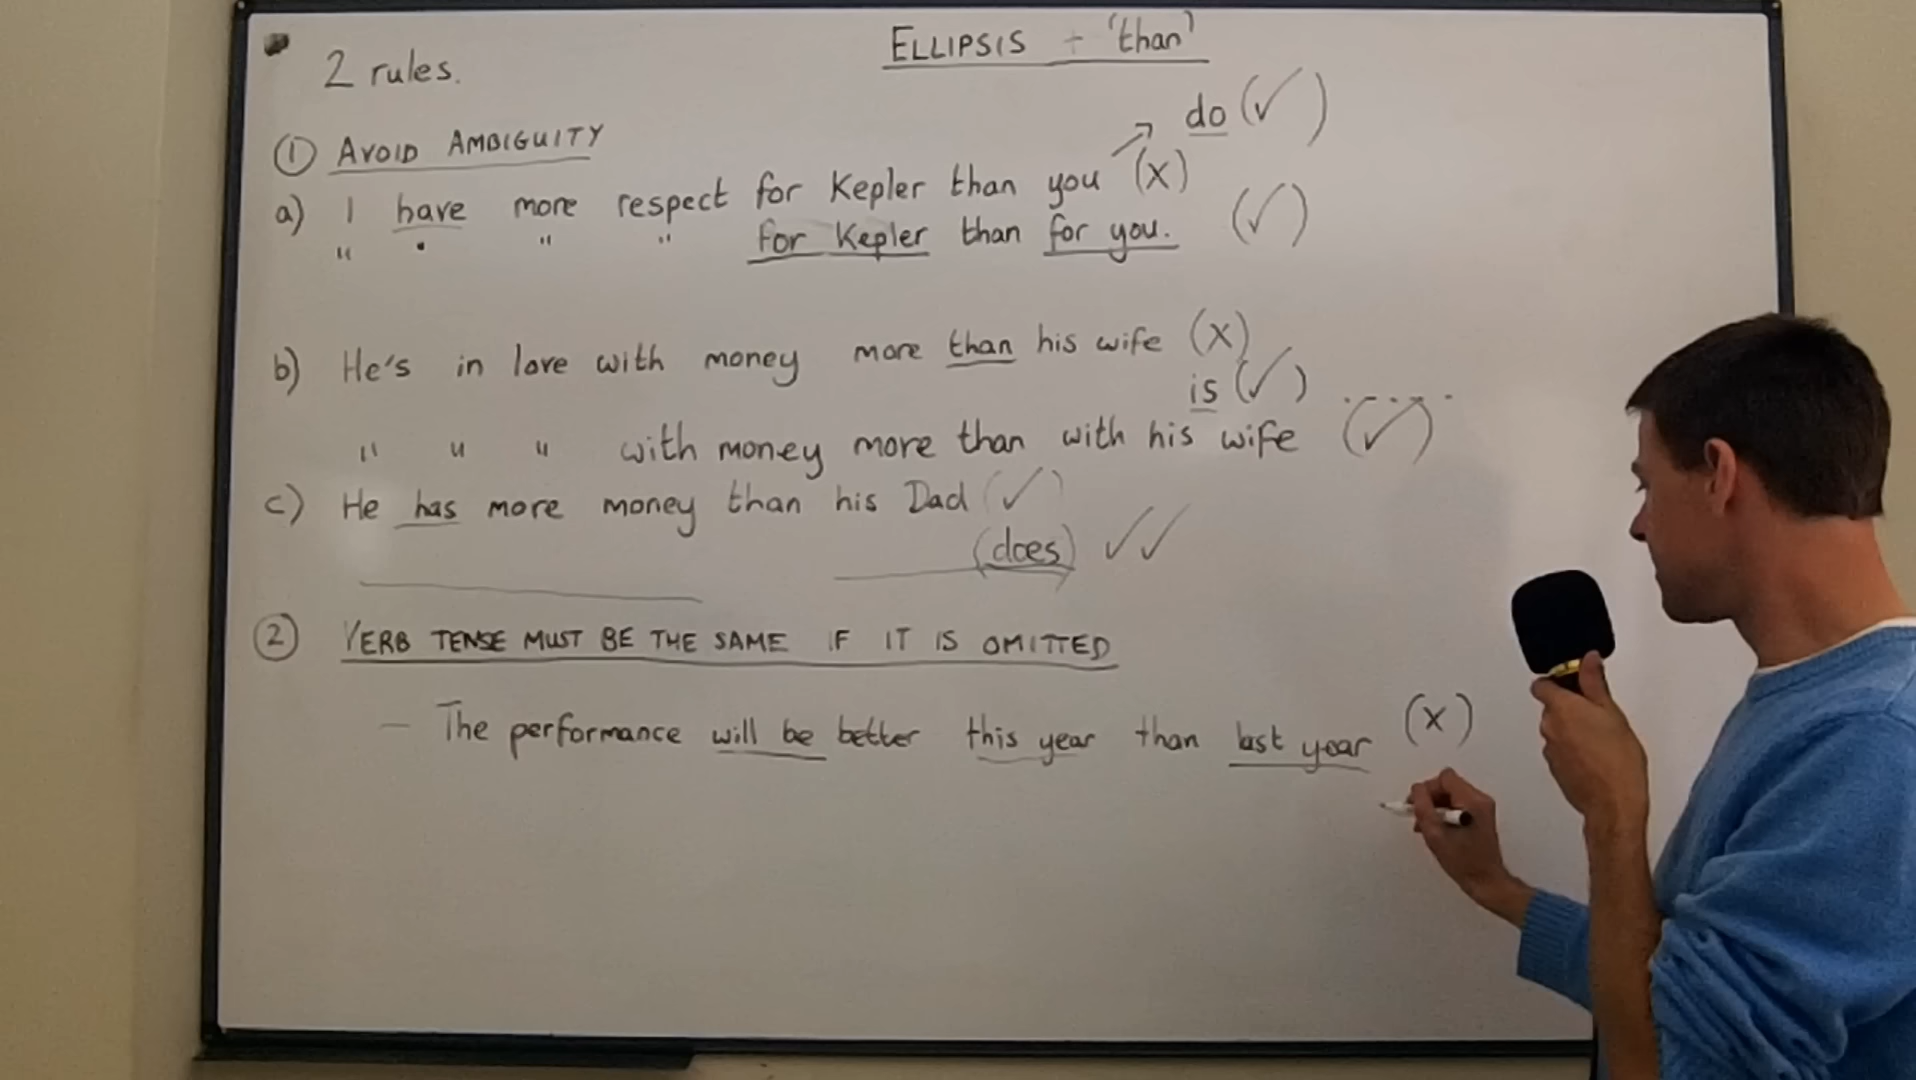 ELLIPSIS + 'than'
2 rules.
① AVOID AMBIGUITY
do (✓)
a) I have more respect for Kepler than you (x)
" " " " for Kepler than for you. (✓)
b) He's in love with money more than his wife (x)
is (✓)
" " " with money more than with his wife (✓)
c) He has more money than his Dad (✓)
(does) ✓✓
② VERB TENSE MUST BE THE SAME IF IT IS OMITTED
– The performance will be better this year than last year (x)